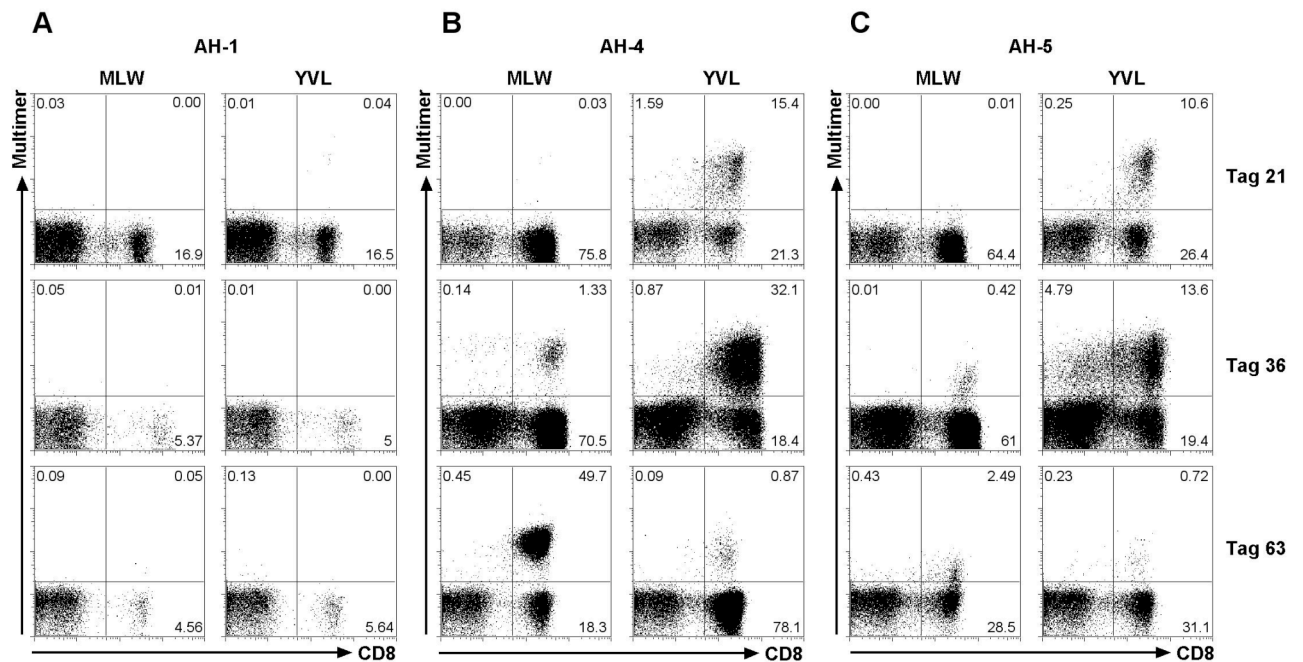 A B C
AH-1 AH-4 AH-5
MLW YVL MLW YVL MLW YVL
Multimer Multimer Multimer
0.03 0.00 0.01 0.04 0.00 0.03 1.59 15.4 0.00 0.01 0.25 10.6
Tag 21
16.9 16.5 75.8 21.3 64.4 26.4
0.05 0.01 0.01 0.00 0.14 1.33 0.87 32.1 0.01 0.42 4.79 13.6
Tag 36
5.37 5 70.5 18.4 61 19.4
0.09 0.05 0.13 0.00 0.45 49.7 0.09 0.87 0.43 2.49 0.23 0.72
Tag 63
4.56 5.64 18.3 78.1 28.5 31.1
CD8 CD8 CD8